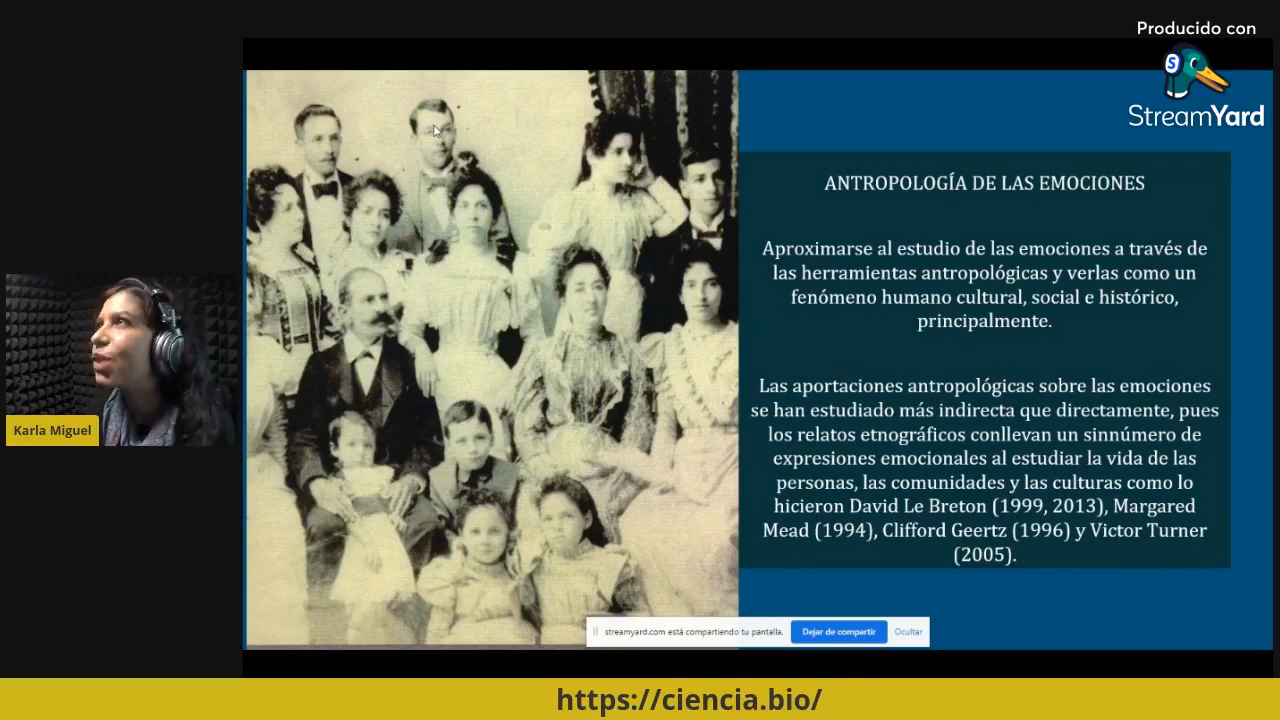 Producido con
StreamYard
ANTROPOLOGÍA DE LAS EMOCIONES
Aproximarse al estudio de las emociones a través de
las herramientas antropológicas y verlas como un
fenómeno humano cultural, social e histórico,
principalmente.
Las aportaciones antropológicas sobre las emociones
se han estudiado más indirecta que directamente, pues
los relatos etnográficos conllevan un sinnúmero de
expresiones emocionales al estudiar la vida de las
personas, las comunidades y las culturas como lo
hicieron David Le Breton (1999, 2013), Margared
Mead (1994), Clifford Geertz (1996) y Victor Turner
(2005).
Karla Miguel
streamyard.com está compartiendo tu pantalla.
Dejar de compartir
Ocultar
https://ciencia.bio/